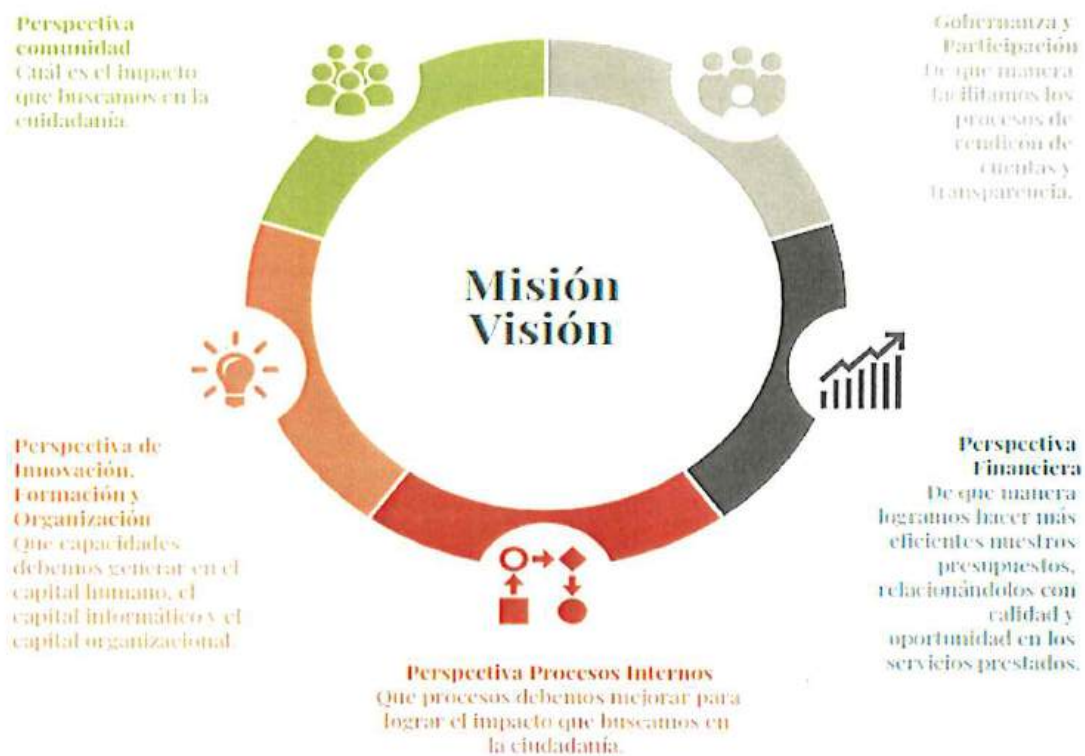 Perspectiva
comunidad
Cuál es el impacto
que buscamos en la
cuidadanía.
Gobernanza y
Participación
De que manera
facilitamos los
procesos de
rendicón de
cuentas y
transparencia.
Misión
Visión
Perspectiva de
Innovación,
Formación y
Organización
Que capacidades
debemos generar en el
capital humano, el
capital informático y el
capital organizacional.
Perspectiva
Financiera
De que manera
logramos hacer más
eficientes nuestros
presupuestos,
relacionándolos con
calidad y
oportunidad en los
servicios prestados.
Perspectiva Procesos Internos
Que procesos debemos mejorar para
lograr el impacto que buscamos en
la ciudadanía.